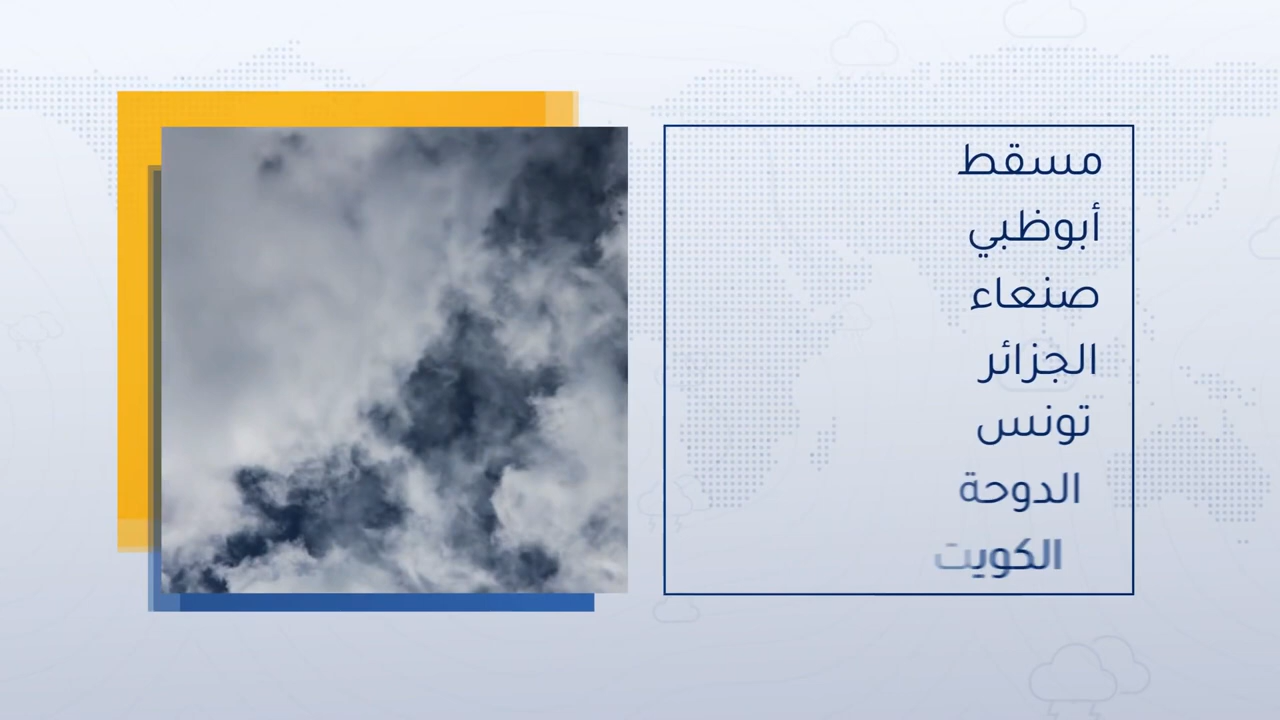 مسقط
أبوظبي
صنعاء
الجزائر
تونس
الدوحة
الكويت